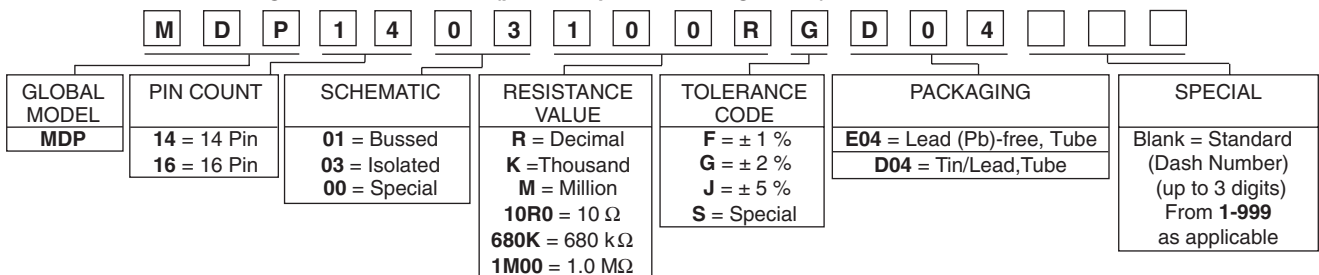 M D P 1 4 0 3 1 0 0 R G D 0 4
GLOBAL MODEL
MDP
PIN COUNT
14 = 14 Pin
16 = 16 Pin
SCHEMATIC
01 = Bussed
03 = Isolated
00 = Special
RESISTANCE VALUE
R = Decimal
K =Thousand
M = Million
10R0 = 10 Ω
680K = 680 kΩ
1M00 = 1.0 MΩ
TOLERANCE CODE
F = ± 1 %
G = ± 2 %
J = ± 5 %
S = Special
PACKAGING
E04 = Lead (Pb)-free, Tube
D04 = Tin/Lead,Tube
SPECIAL
Blank = Standard
(Dash Number)
(up to 3 digits)
From 1-999
as applicable